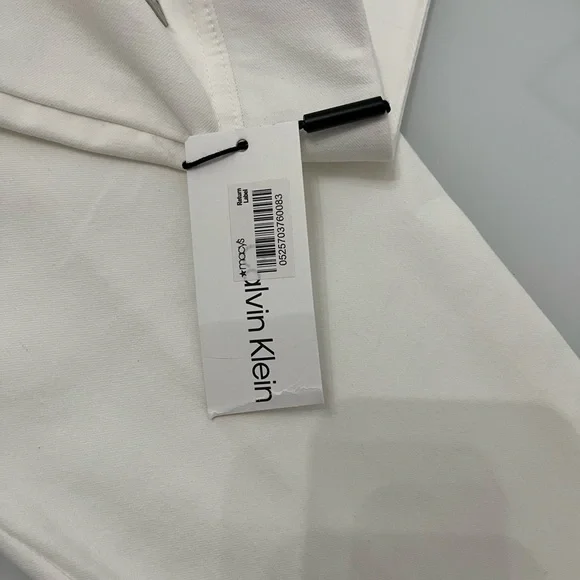 Return
Label
0525703760083
★macy's
alvin Klein